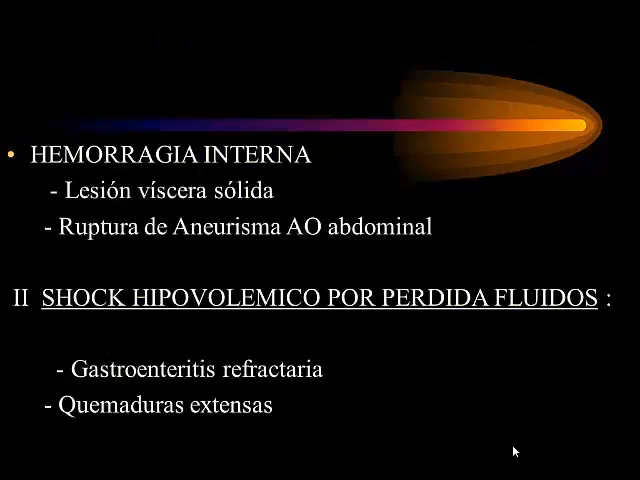 • HEMORRAGIA INTERNA
- Lesión víscera sólida
- Ruptura de Aneurisma AO abdominal
II SHOCK HIPOVOLEMICO POR PERDIDA FLUIDOS :
- Gastroenteritis refractaria
- Quemaduras extensas